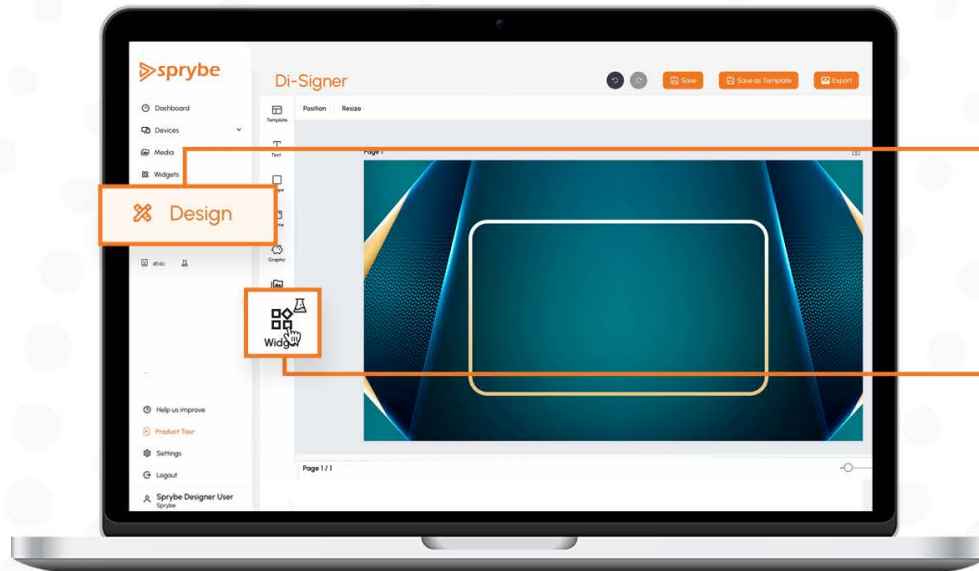 sprybe
Di-Signer
Save
Save as Template
Export
Dashboard
Devices
Media
Widgets
Design
Help us improve
Product Tour
Settings
Logout
Sprybe Designer User
Sprybe
Template
Text
Graphic
Position Resize
Page 1
Page 1 / 1